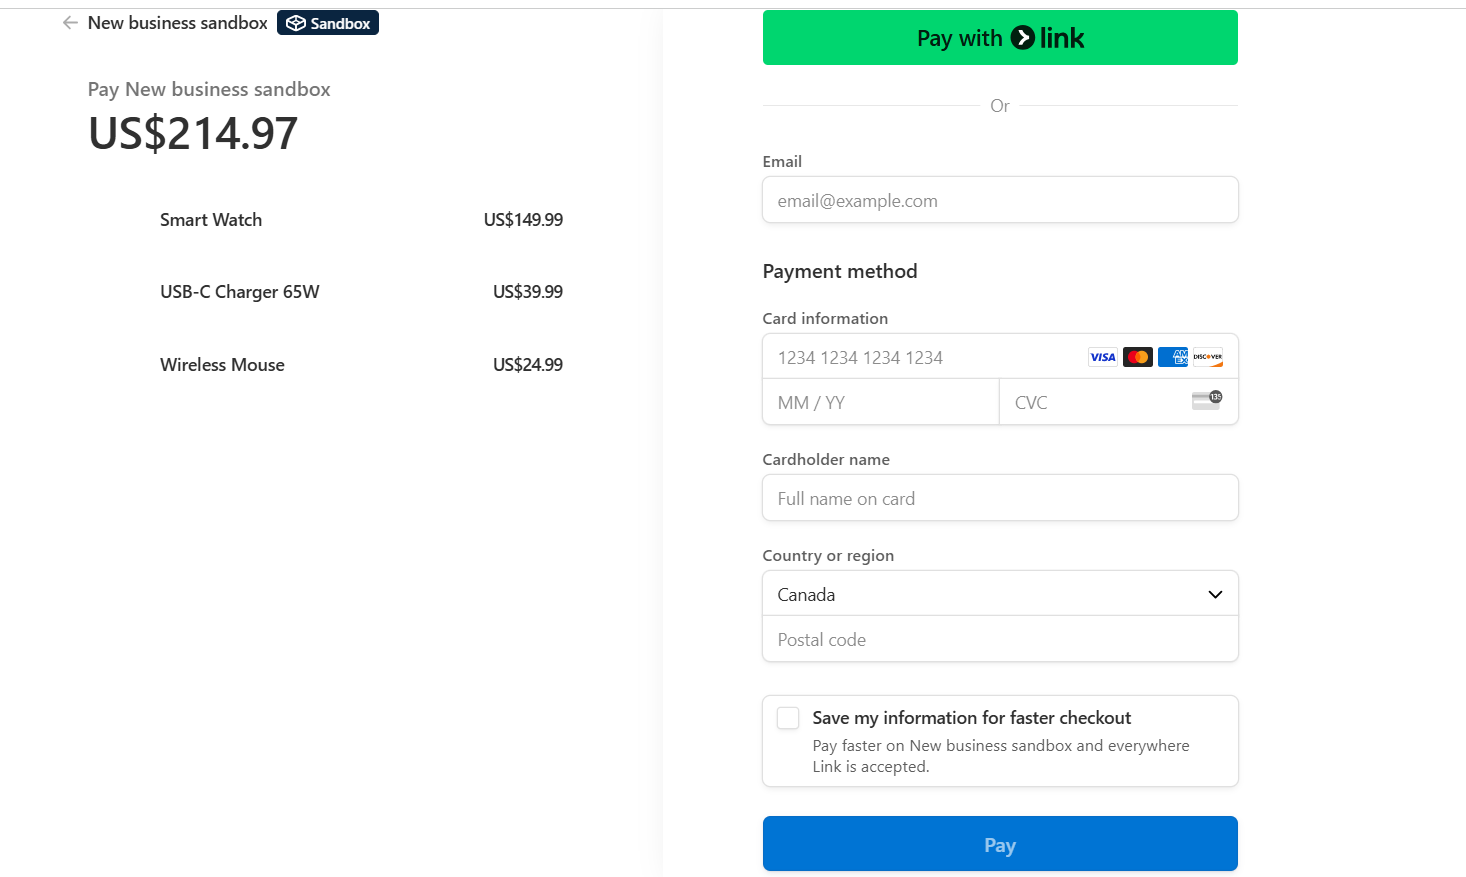 New business sandbox Sandbox
Pay New business sandbox
US$214.97
Smart Watch US$149.99
USB-C Charger 65W US$39.99
Wireless Mouse US$24.99
Pay with link
Or
Email
email@example.com
Payment method
Card information
1234 1234 1234 1234 VISA AM EX DISCOVER
MM / YY CVC 135
Cardholder name
Full name on card
Country or region
Canada
Postal code
Save my information for faster checkout
Pay faster on New business sandbox and everywhere
Link is accepted.
Pay